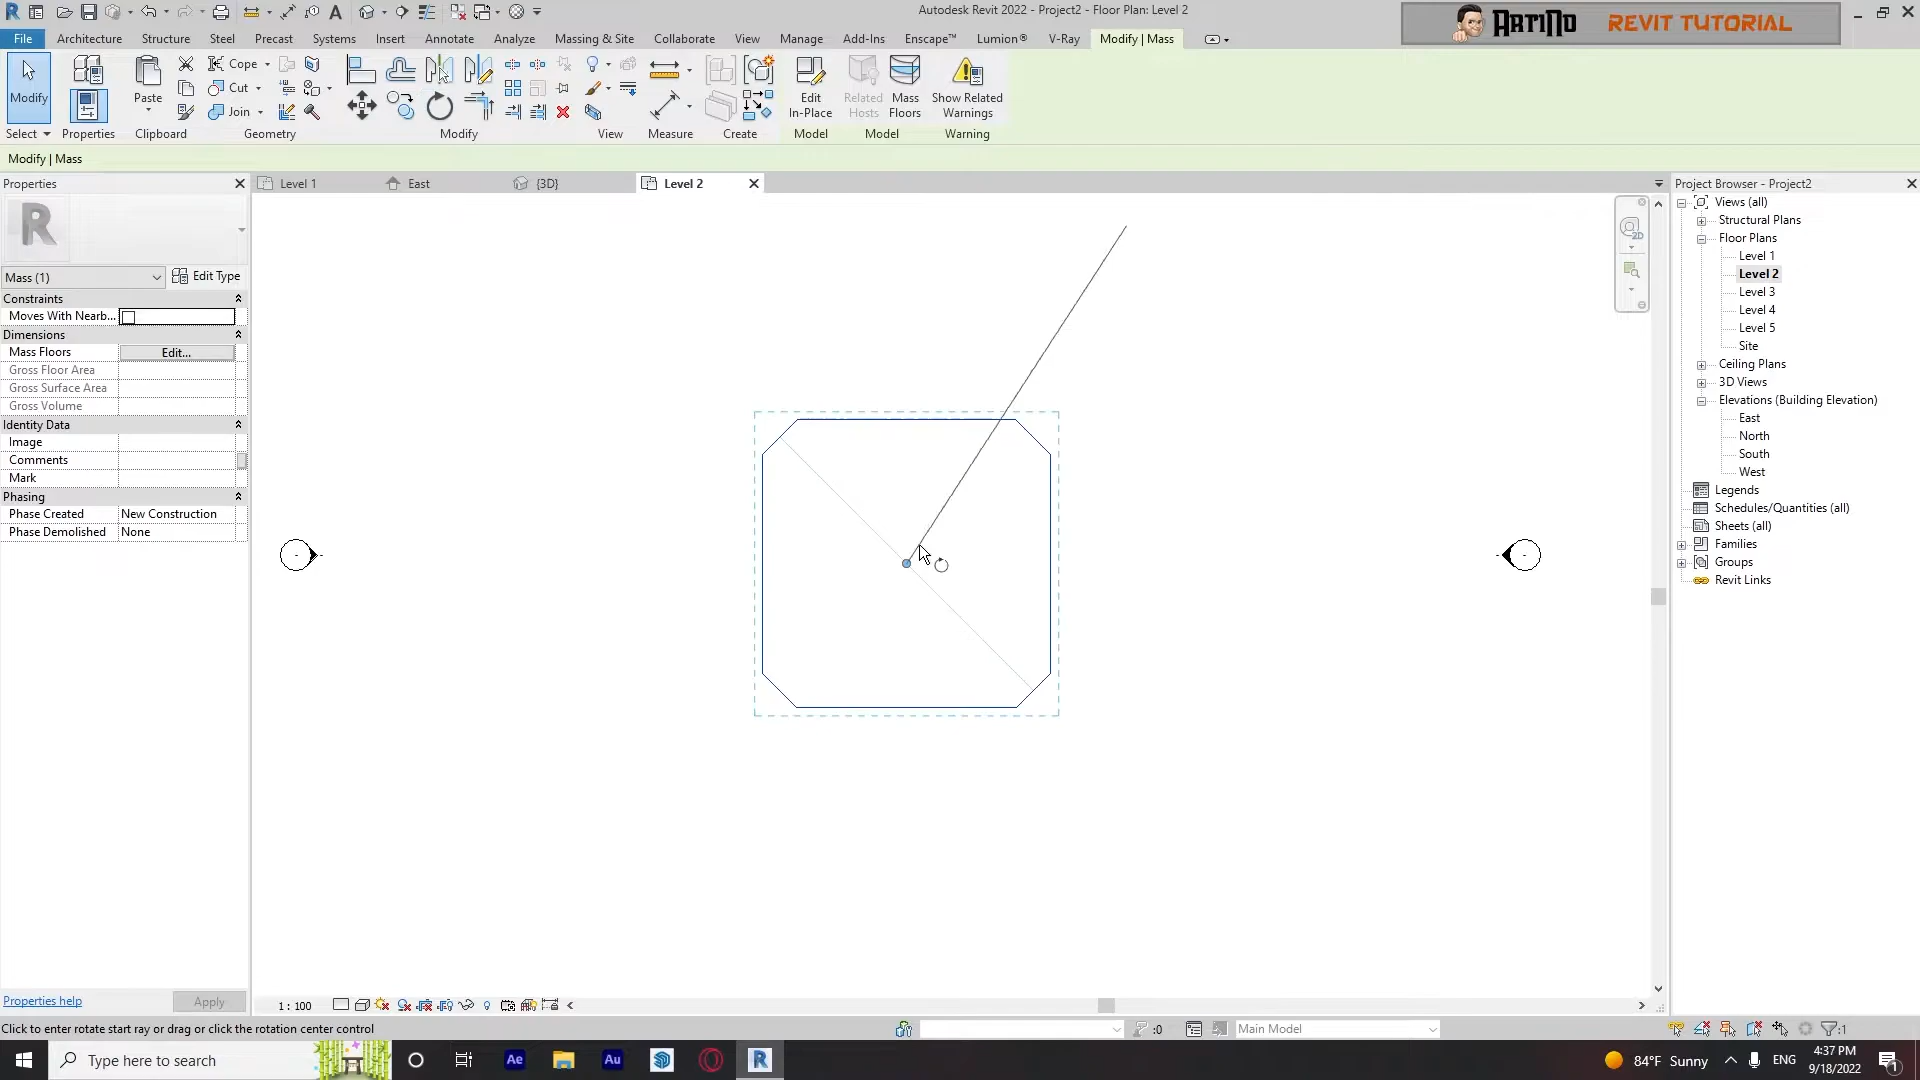 Autodesk Revit 2022 - Project2 - Floor Plan: Level 2
ARTINO REVIT TUTORIAL
File Architecture Structure Steel Precast Systems Insert Annotate Analyze Massing & Site Collaborate View Manage Add-Ins Enscape™ Lumion® V-Ray Modify | Mass
Modify
Paste
Cope
Cut
Join
Edit In-Place
Related Hosts
Mass Floors
Show Related Warnings
Select Properties Clipboard Geometry Modify View Measure Create Model Model Warning
Modify | Mass
Properties
Level 1 East {3D} Level 2
R
Mass (1) Edit Type
Constraints
Moves With Nearb...
Dimensions
Mass Floors Edit...
Gross Floor Area
Gross Surface Area
Gross Volume
Identity Data
Image
Comments
Mark
Phasing
Phase Created New Construction
Phase Demolished None
Properties help Apply
2D
Project Browser - Project2
Views (all)
Structural Plans
Floor Plans
Level 1
Level 2
Level 3
Level 4
Level 5
Site
Ceiling Plans
3D Views
Elevations (Building Elevation)
East
North
South
West
Legends
Schedules/Quantities (all)
Sheets (all)
Families
Groups
Revit Links
1 : 100
Click to enter rotate start ray or drag or click the rotation center control
:0
Main Model
:1
Type here to search
Ae
Au
R
84°F Sunny
ENG
4:37 PM
9/18/2022
1